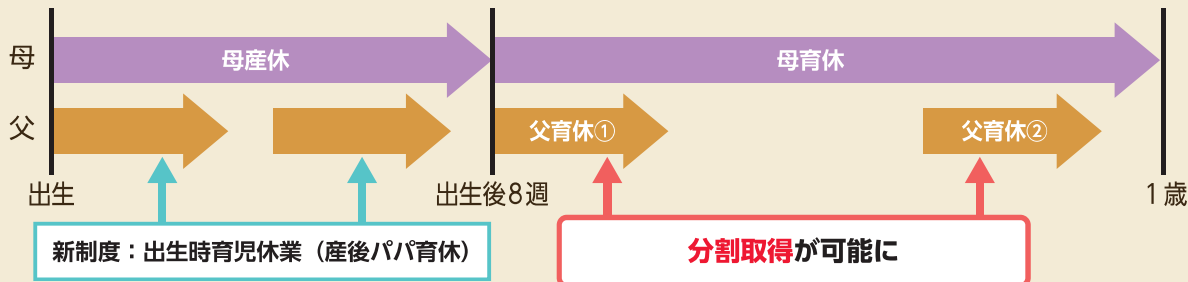 母
母産休
母育休
父
父育休①
父育休②
出生
出生後8週
1歳
新制度：出生時育児休業（産後パパ育休）
分割取得が可能に